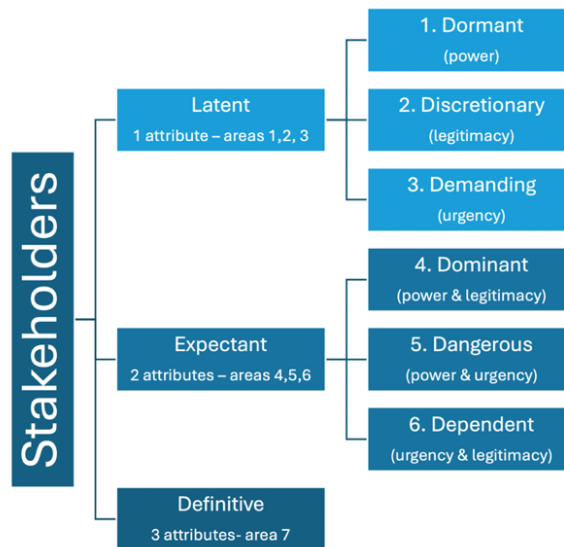 Stakeholders
Latent
1 attribute – areas 1,2, 3
1. Dormant
(power)
2. Discretionary
(legitimacy)
3. Demanding
(urgency)
Expectant
2 attributes – areas 4,5,6
4. Dominant
(power & legitimacy)
5. Dangerous
(power & urgency)
6. Dependent
(urgency & legitimacy)
Definitive
3 attributes- area 7